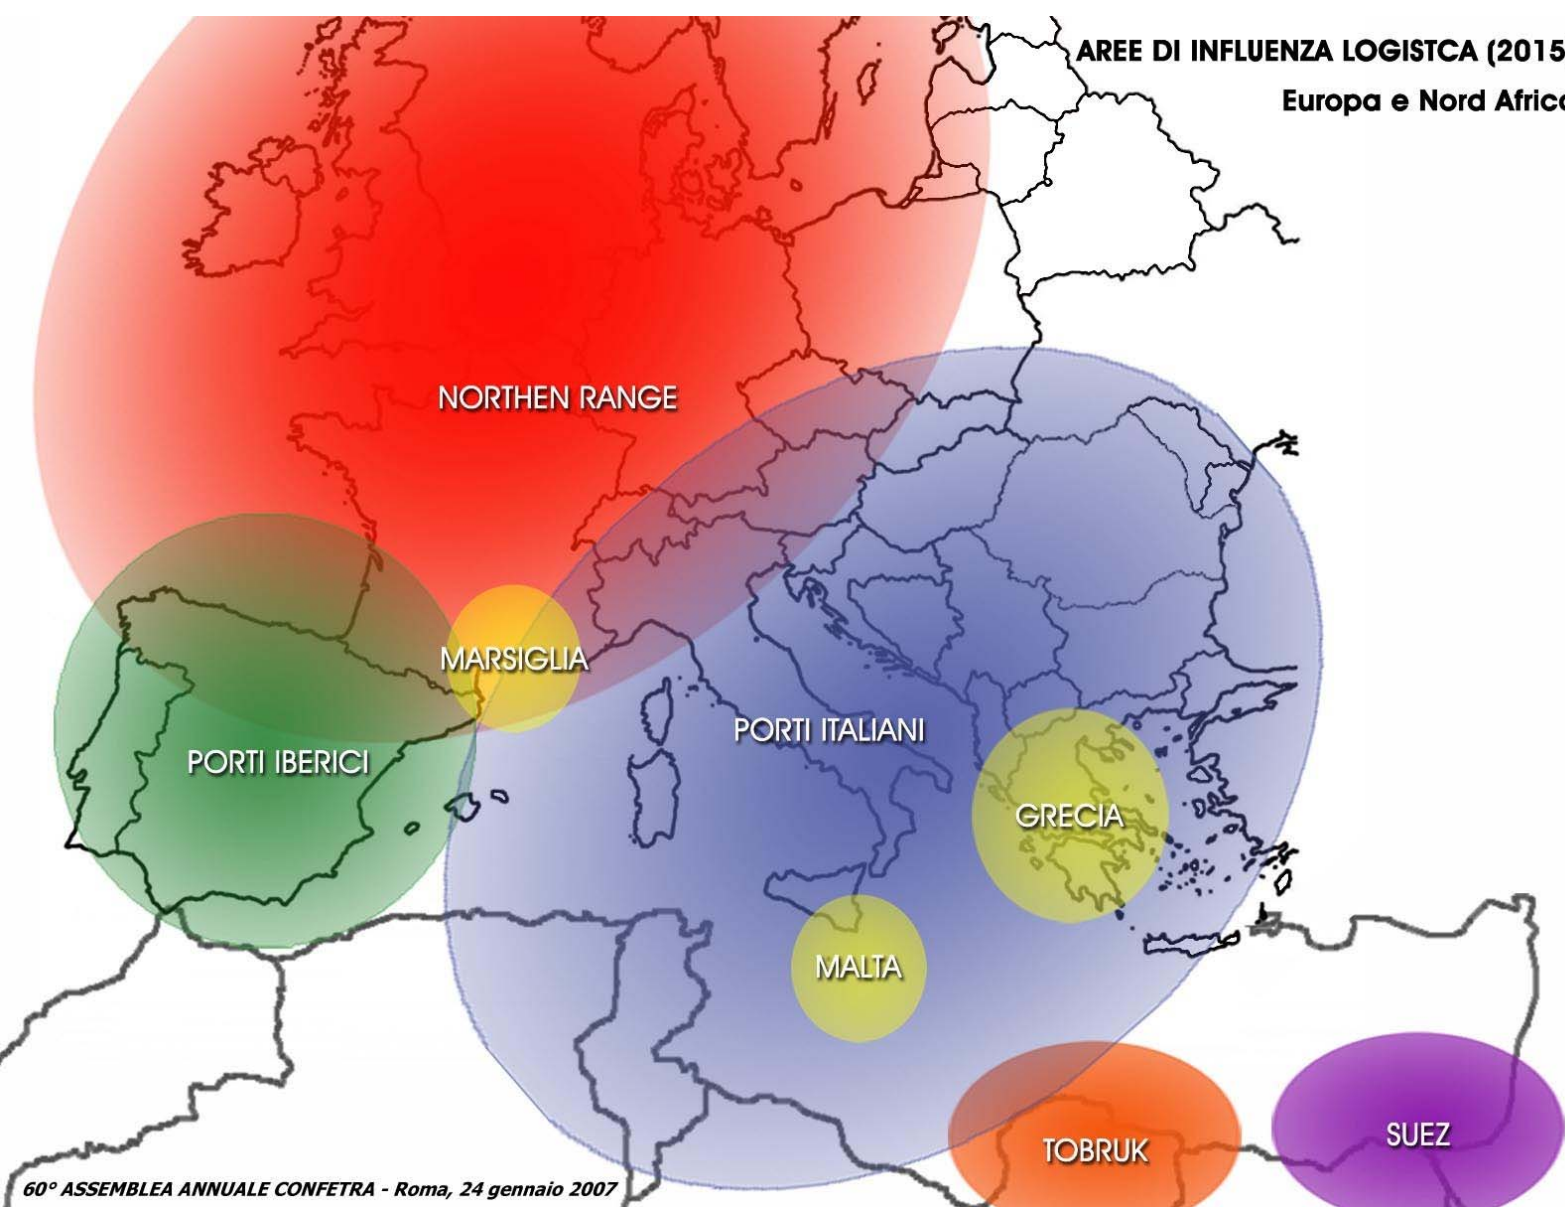 AREE DI INFLUENZA LOGISTCA (2015
Europa e Nord Africa
NORTHEN RANGE
MARSIGLIA
PORTI ITALIANI
PORTI IBERICI
GRECIA
MALTA
SUEZ
TOBRUK
60° ASSEMBLEA ANNUALE CONFETRA - Roma, 24 gennaio 2007